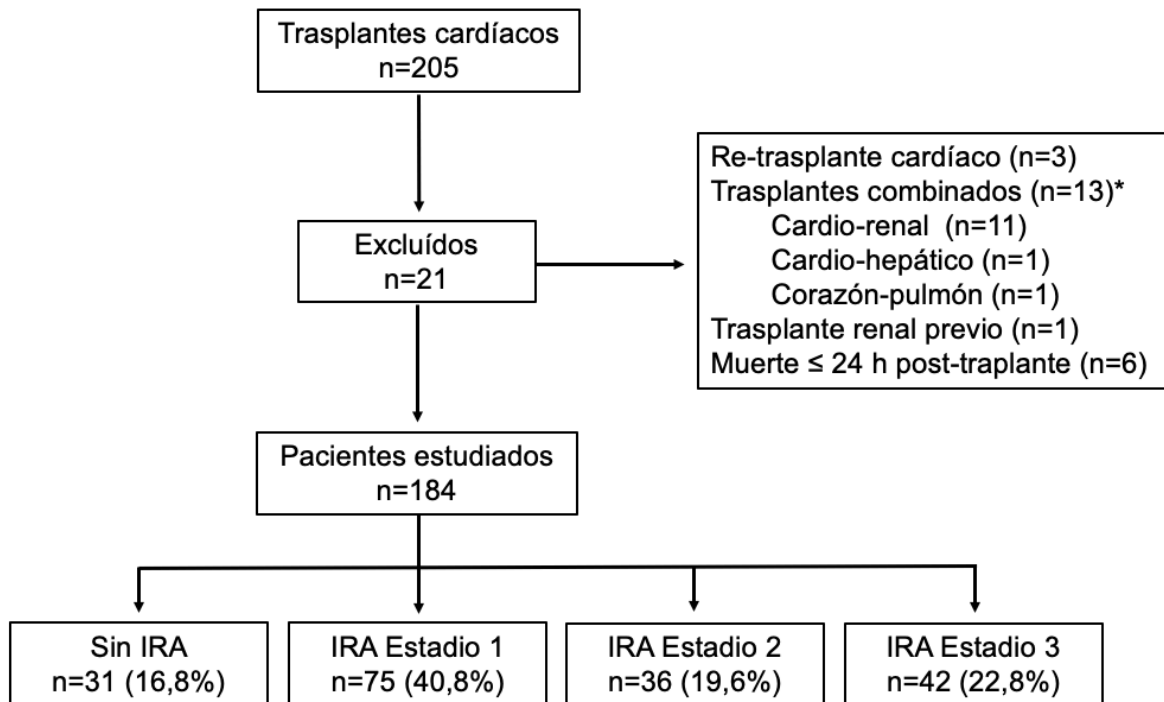 Trasplantes cardíacos
n=205
Re-trasplante cardíaco (n=3)
Trasplantes combinados (n=13)*
Cardio-renal (n=11)
Cardio-hepático (n=1)
Corazón-pulmón (n=1)
Trasplante renal previo (n=1)
Muerte ≤ 24 h post-traplante (n=6)
Excluídos
n=21
Pacientes estudiados
n=184
Sin IRA
n=31 (16,8%)
IRA Estadio 1
n=75 (40,8%)
IRA Estadio 2
n=36 (19,6%)
IRA Estadio 3
n=42 (22,8%)